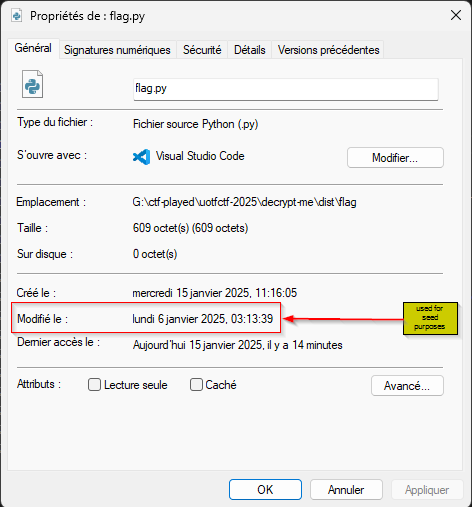 Propriétés de : flag.py
Général Signatures numériques Sécurité Détails Versions précédentes
flag.py
Type du fichier : Fichier source Python (.py)
S'ouvre avec : Visual Studio Code Modifier...
Emplacement : G:\ctf-played\uotfctf-2025\decrypt-me\dist\flag
Taille : 609 octet(s) (609 octets)
Sur disque : 0 octet(s)
Créé le : mercredi 15 janvier 2025, 11:16:05
Modifié le : lundi 6 janvier 2025, 03:13:39
used for
seed
purposes
Dernier accès le : Aujourd'hui 15 janvier 2025, il y a 14 minutes
Attributs : Lecture seule Caché Avancé...
OK Annuler Appliquer